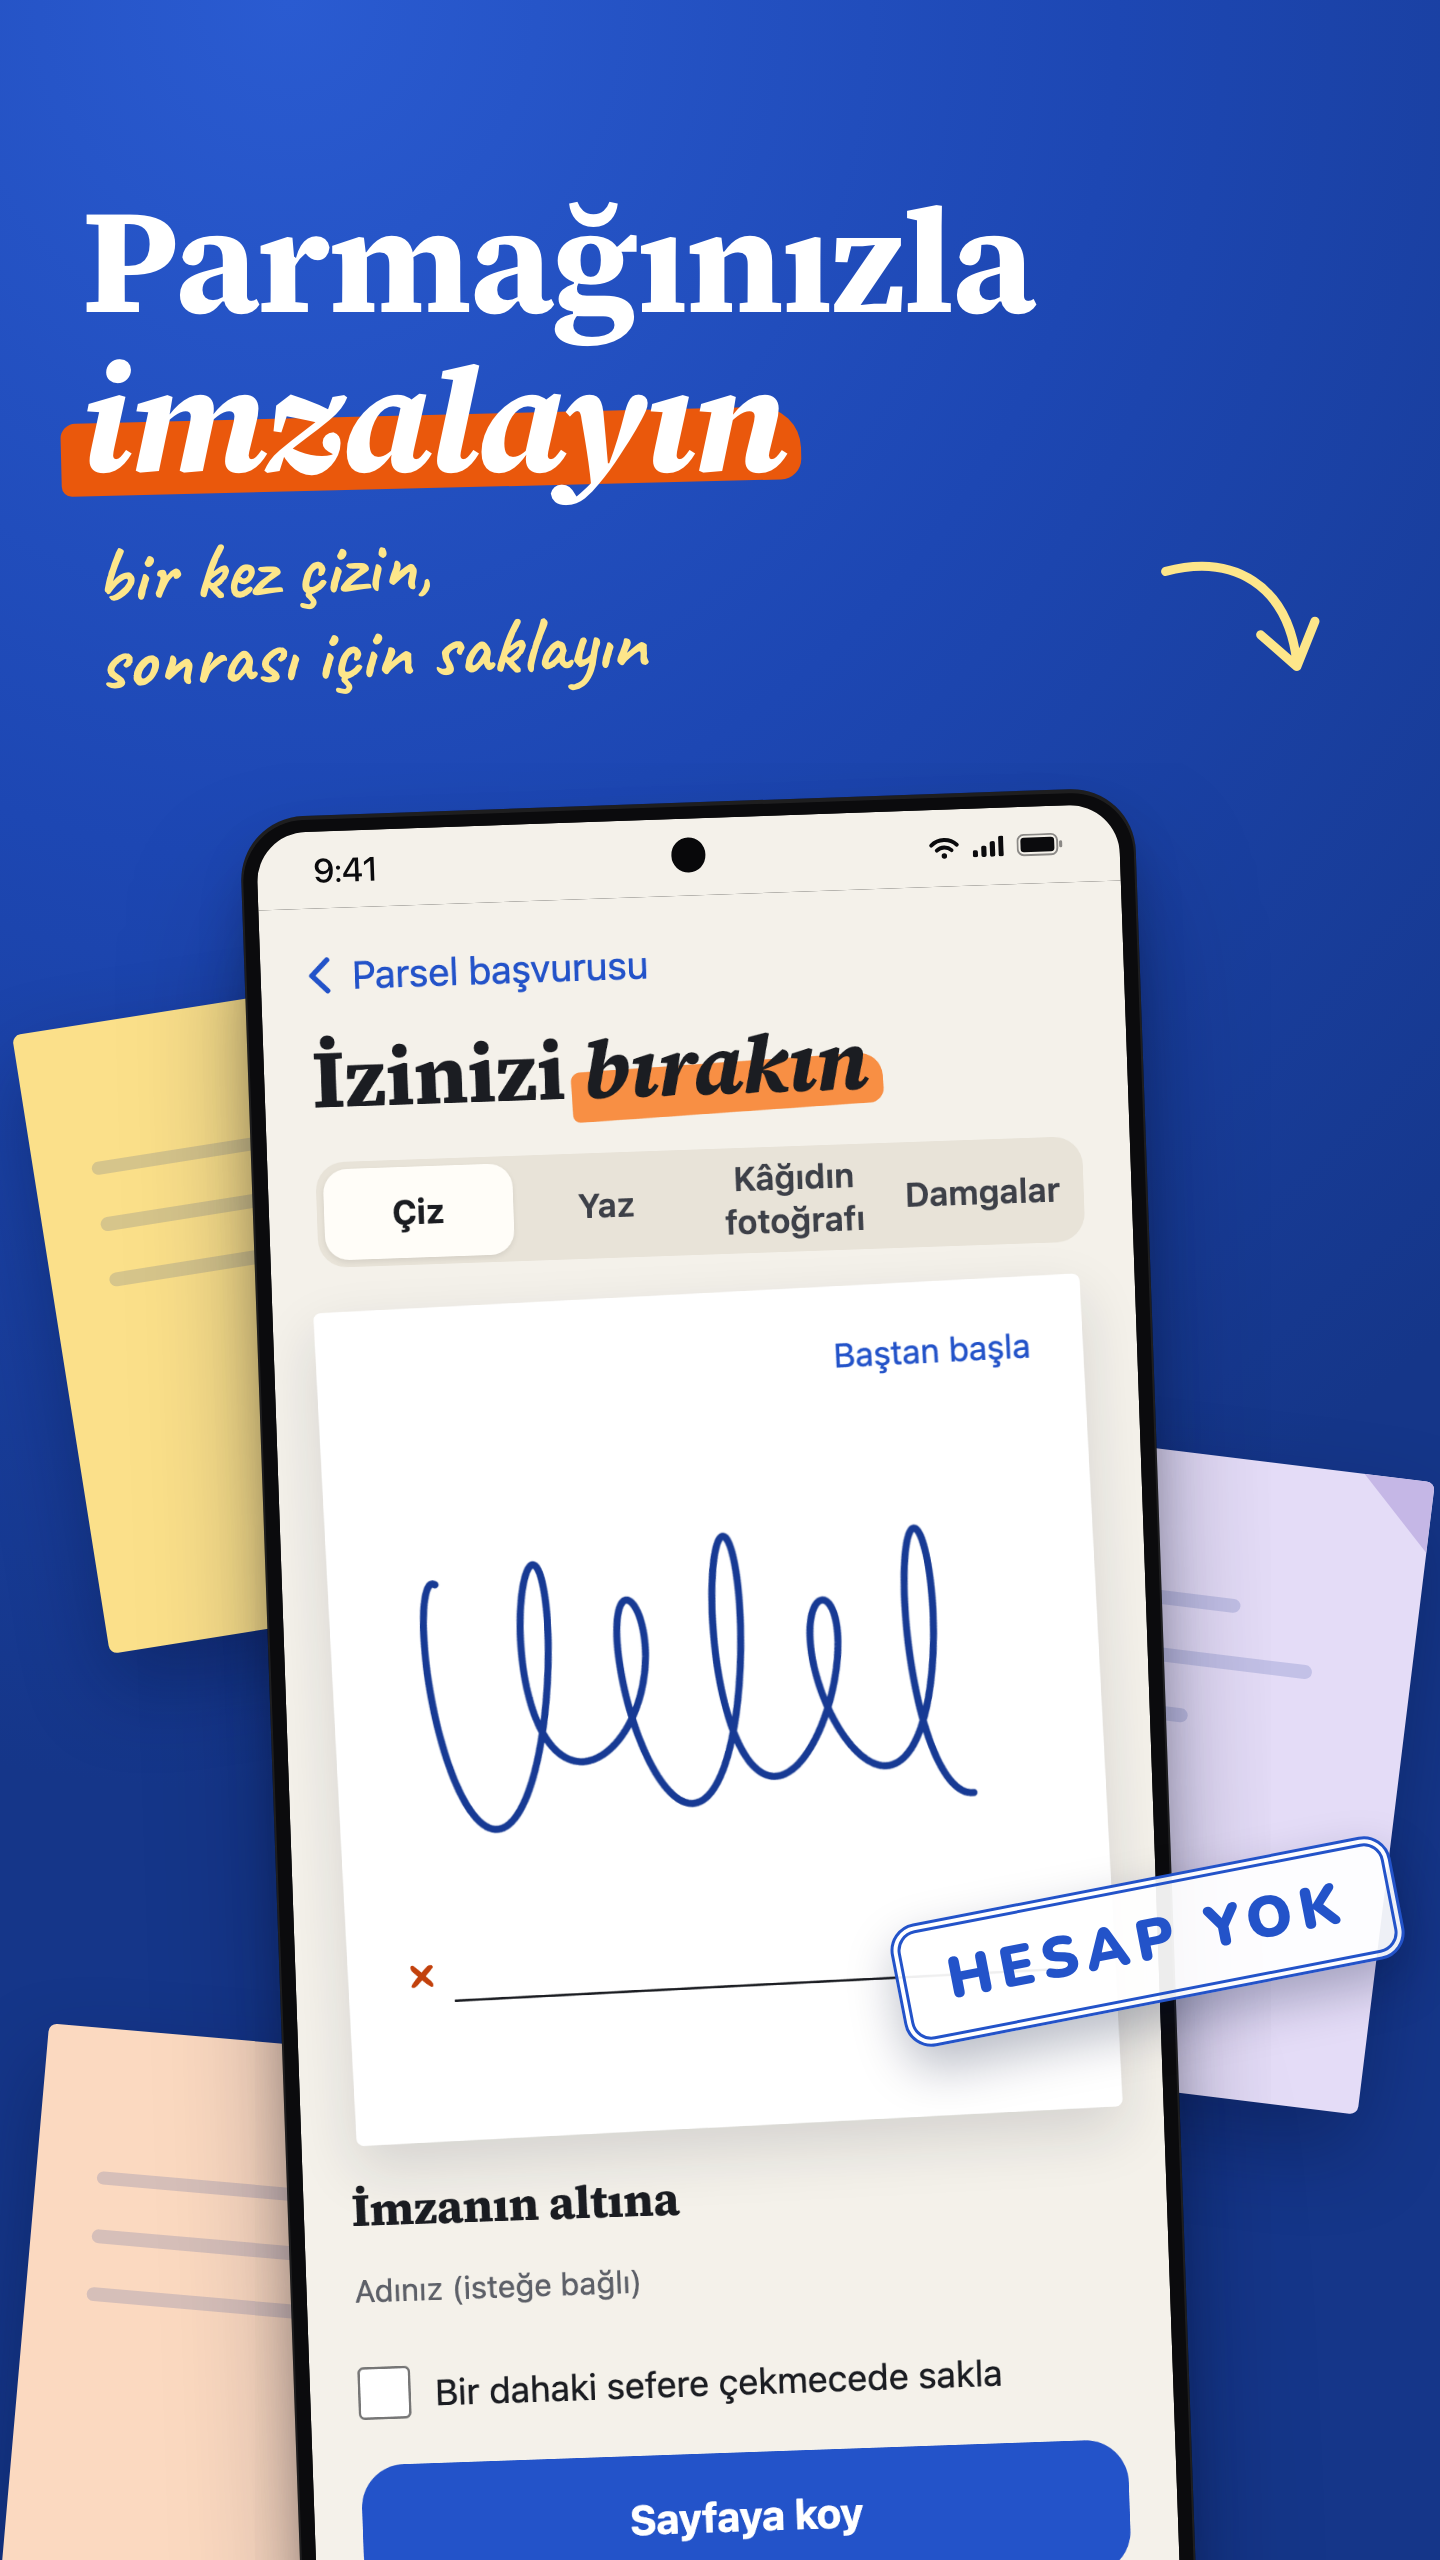 Parmağınızla
imzalayın
bir kez çizin,
sonrası için saklayın
9:41
Parsel başvurusu
İzinizi bırakın
Çiz
Yaz
Kâğıdın
fotoğrafı
Damgalar
Baştan başla
HESAP YOK
İmzanın altına
Adınız (isteğe bağlı)
Bir dahaki sefere çekmecede sakla
Sayfaya koy